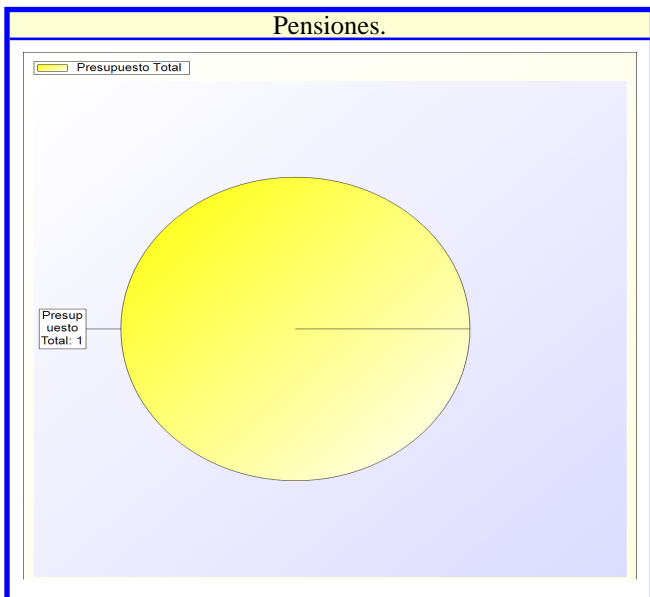 Pensiones.
Presupuesto Total
Presup
uesto
Total: 1